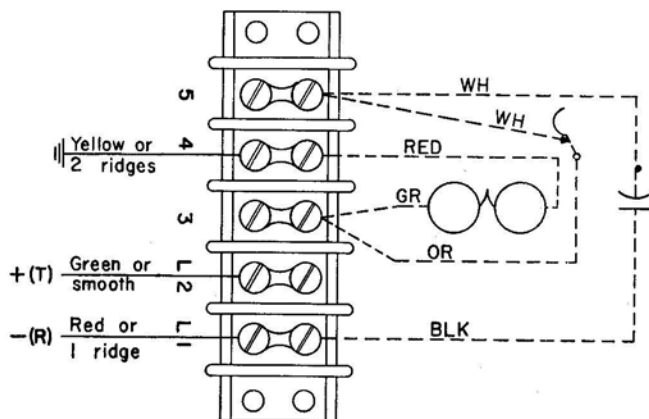 5
WH
WH
4
Yellow or
2 ridges
RED
GR
3
OR
L2
+(T)
Green or
smooth
L1
−(R)
Red or
1 ridge
BLK